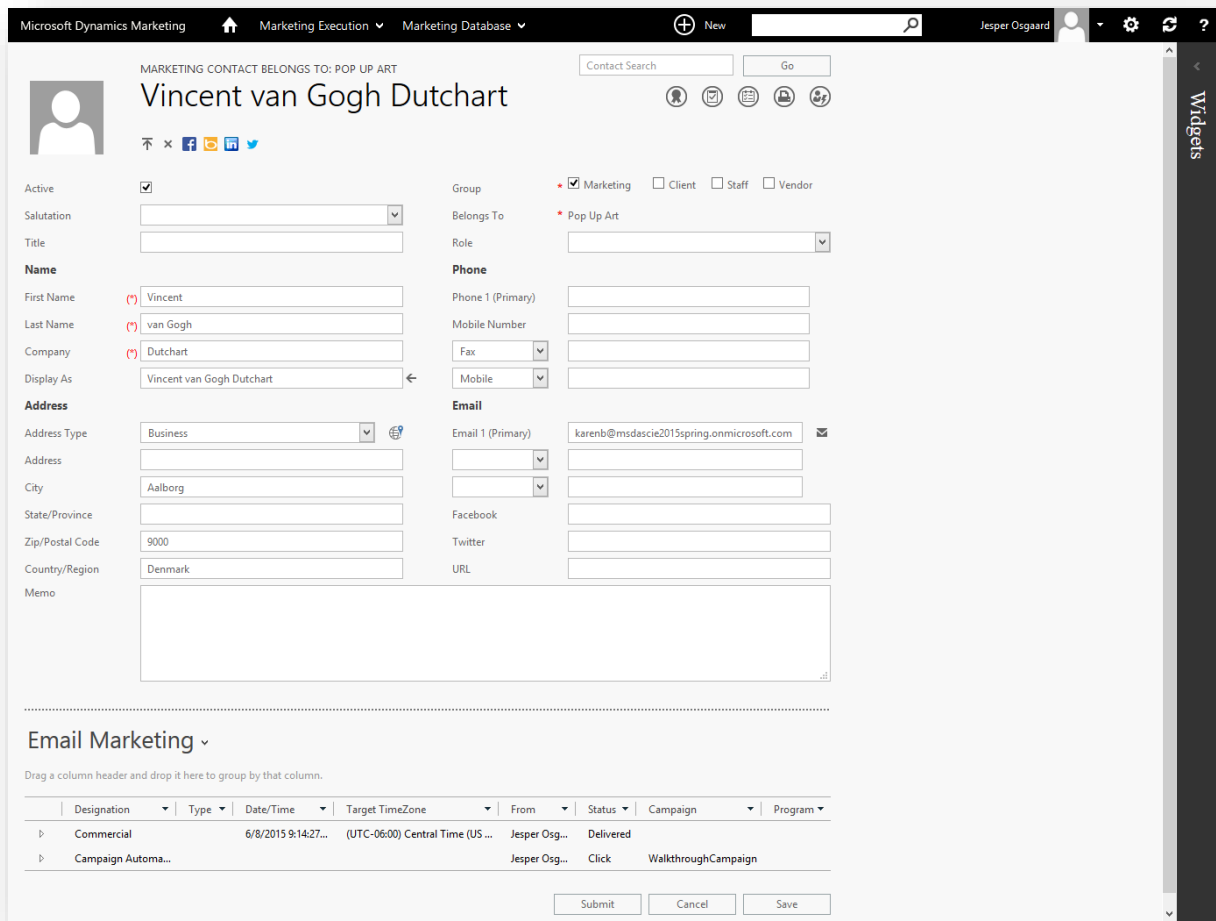 Microsoft Dynamics Marketing Marketing Execution Marketing Database New Jesper Osgaard ?
MARKETING CONTACT BELONGS TO: POP UP ART Contact Search Go
Vincent van Gogh Dutchart
Widgets
Active Group * Marketing Client Staff Vendor
Salutation Belongs To * Pop Up Art
Title Role
Name Phone
First Name (*) Vincent Phone 1 (Primary)
Last Name (*) van Gogh Mobile Number
Company (*) Dutchart Fax
Display As Vincent van Gogh Dutchart Mobile
Address Email
Address Type Business Email 1 (Primary) karenb@msdascie2015spring.onmicrosoft.com
Address
City Aalborg
State/Province Facebook
Zip/Postal Code 9000 Twitter
Country/Region Denmark URL
Memo
Email Marketing
Drag a column header and drop it here to group by that column.
Designation Type Date/Time Target TimeZone From Status Campaign Program
Commercial 6/8/2015 9:14:27... (UTC-06:00) Central Time (US ... Jesper Osg... Delivered
Campaign Automa... Jesper Osg... Click WalkthroughCampaign
Submit Cancel Save